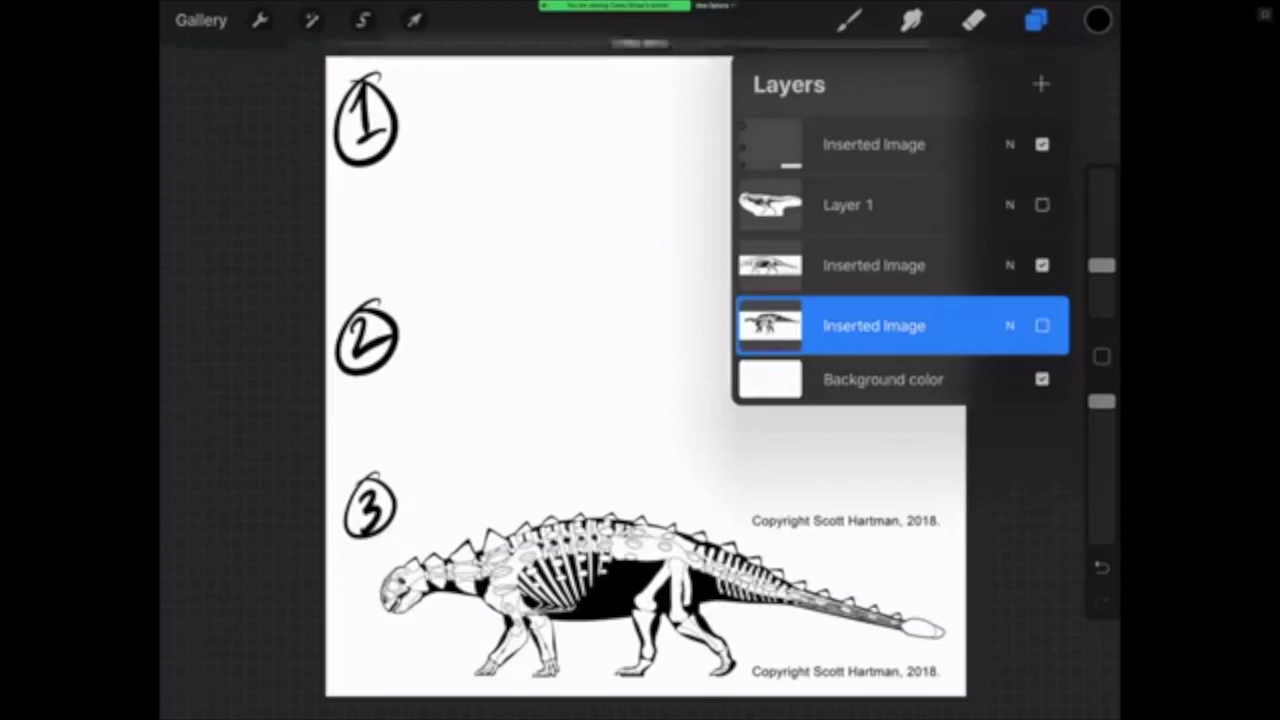 Gallery
Layers
Inserted Image N
Layer 1 N
Inserted Image N
Inserted Image N
Background color
1
2
3
Copyright Scott Hartman, 2018.
Copyright Scott Hartman, 2018.